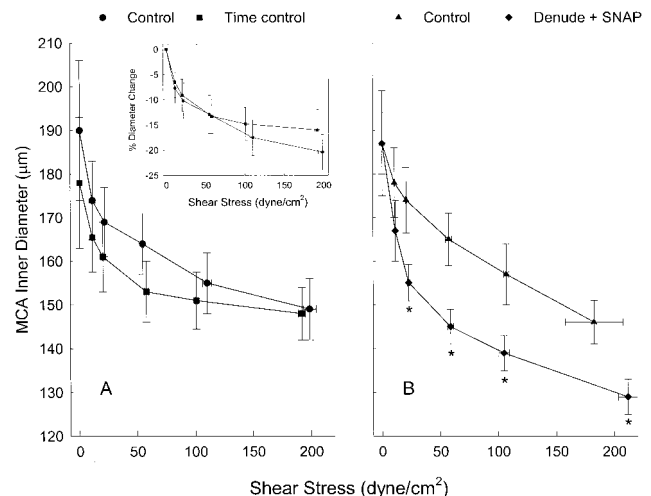 Control Time control Control Denude + SNAP
MCA Inner Diameter (µm)
210
200
190
180
170
160
150
140
130
120
% Diameter Change
0
-5
-10
-15
-20
-25
0 50 100 150 200
Shear Stress (dyne/cm²)
A
B
*
*
*
*
0 50 100 150 200
0 50 100 150 200
Shear Stress (dyne/cm²)